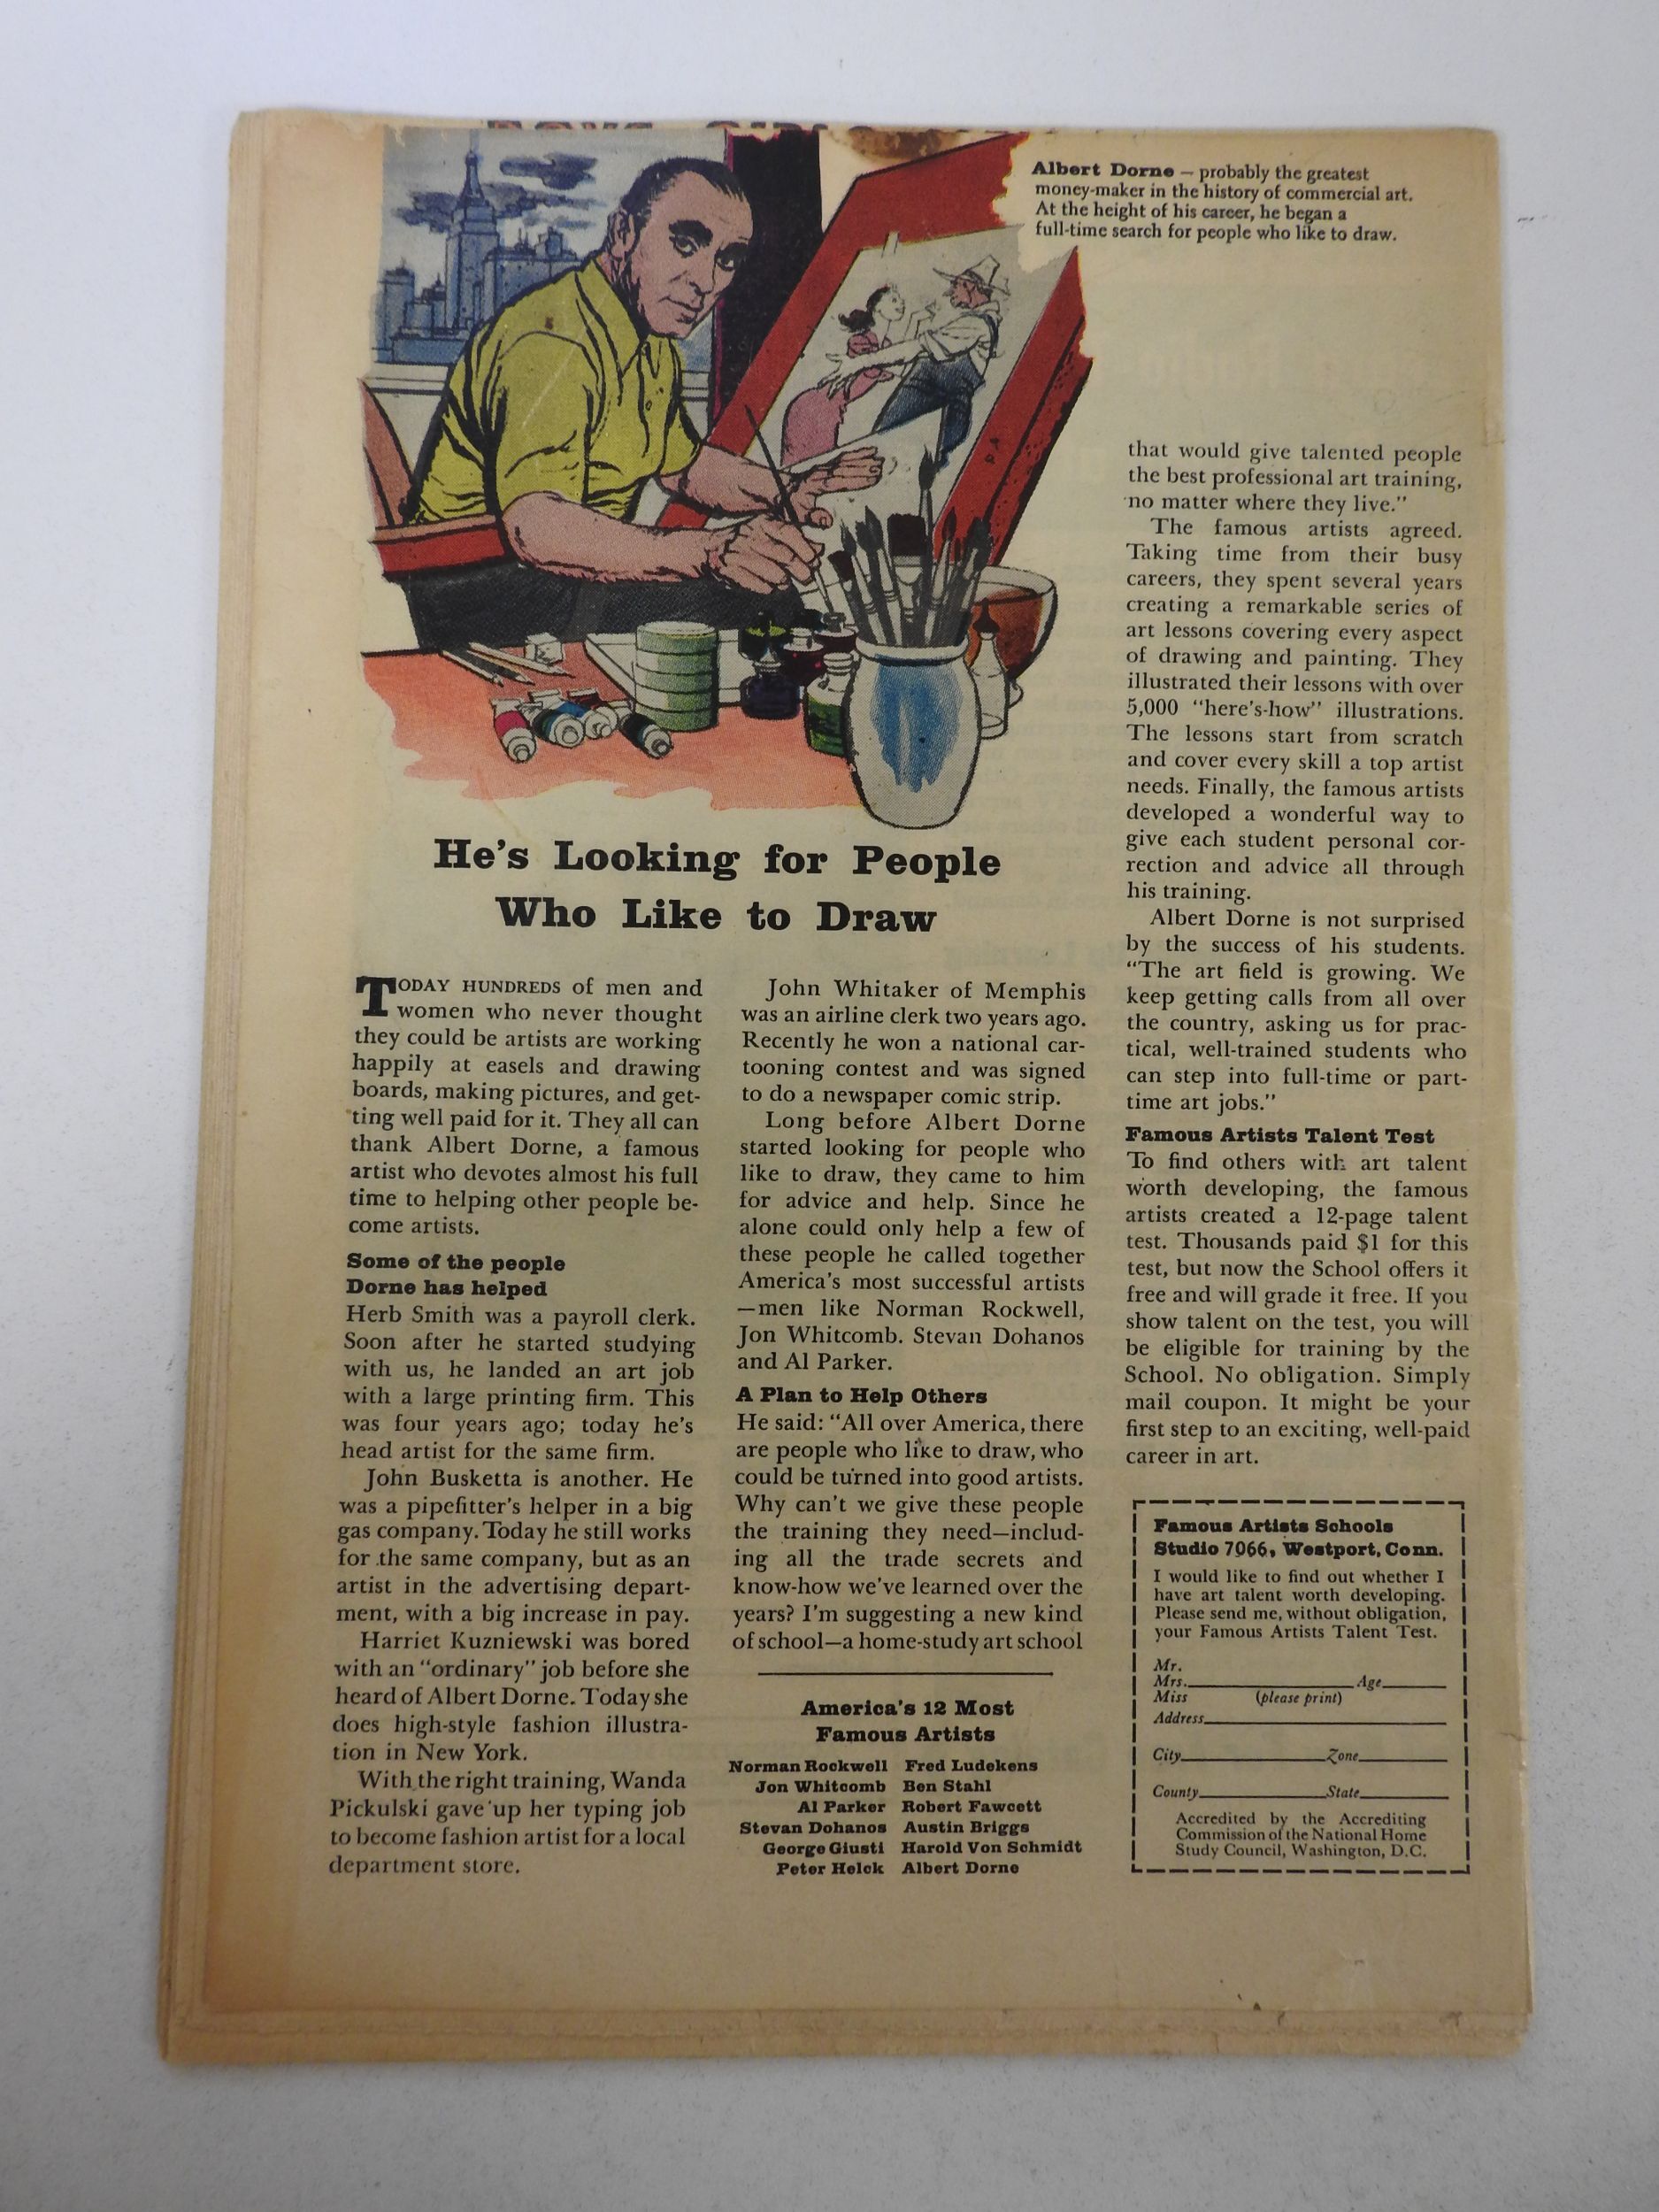 BOYS GIRLS
Albert Dorne — probably the greatest
money-maker in the history of commercial art.
At the height of his career, he began a
full-time search for people who like to draw.
He's Looking for People
Who Like to Draw
TODAY HUNDREDS of men and
women who never thought
they could be artists are working
happily at easels and drawing
boards, making pictures, and get-
ting well paid for it. They all can
thank Albert Dorne, a famous
artist who devotes almost his full
time to helping other people be-
come artists.
Some of the people
Dorne has helped
Herb Smith was a payroll clerk.
Soon after he started studying
with us, he landed an art job
with a large printing firm. This
was four years ago; today he's
head artist for the same firm.
John Busketta is another. He
was a pipefitter's helper in a big
gas company. Today he still works
for the same company, but as an
artist in the advertising depart-
ment, with a big increase in pay.
Harriet Kuzniewski was bored
with an "ordinary" job before she
heard of Albert Dorne. Today she
does high-style fashion illustra-
tion in New York.
With the right training, Wanda
Pickulski gave up her typing job
to become fashion artist for a local
department store.
John Whitaker of Memphis
was an airline clerk two years ago.
Recently he won a national car-
tooning contest and was signed
to do a newspaper comic strip.
Long before Albert Dorne
started looking for people who
like to draw, they came to him
for advice and help. Since he
alone could only help a few of
these people he called together
America's most successful artists
—men like Norman Rockwell,
Jon Whitcomb. Stevan Dohanos
and Al Parker.
A Plan to Help Others
He said: "All over America, there
are people who like to draw, who
could be turned into good artists.
Why can't we give these people
the training they need—includ-
ing all the trade secrets and
know-how we've learned over the
years? I'm suggesting a new kind
of school—a home-study art school
America's 12 Most
Famous Artists
Norman Rockwell Fred Ludekens
Jon Whitcomb Ben Stahl
Al Parker Robert Fawcett
Stevan Dohanos Austin Briggs
George Giusti Harold Von Schmidt
Peter Helck Albert Dorne
that would give talented people
the best professional art training,
no matter where they live."
The famous artists agreed.
Taking time from their busy
careers, they spent several years
creating a remarkable series of
art lessons covering every aspect
of drawing and painting. They
illustrated their lessons with over
5,000 "here's-how" illustrations.
The lessons start from scratch
and cover every skill a top artist
needs. Finally, the famous artists
developed a wonderful way to
give each student personal cor-
rection and advice all through
his training.
Albert Dorne is not surprised
by the success of his students.
"The art field is growing. We
keep getting calls from all over
the country, asking us for prac-
tical, well-trained students who
can step into full-time or part-
time art jobs."
Famous Artists Talent Test
To find others with art talent
worth developing, the famous
artists created a 12-page talent
test. Thousands paid $1 for this
test, but now the School offers it
free and will grade it free. If you
show talent on the test, you will
be eligible for training by the
School. No obligation. Simply
mail coupon. It might be your
first step to an exciting, well-paid
career in art.
Famous Artists Schools
Studio 7066, Westport, Conn.
I would like to find out whether I
have art talent worth developing.
Please send me, without obligation,
your Famous Artists Talent Test.
Mr.
Mrs. Age
Miss (please print)
Address
City Zone
County State
Accredited by the Accrediting
Commission of the National Home
Study Council, Washington, D.C.